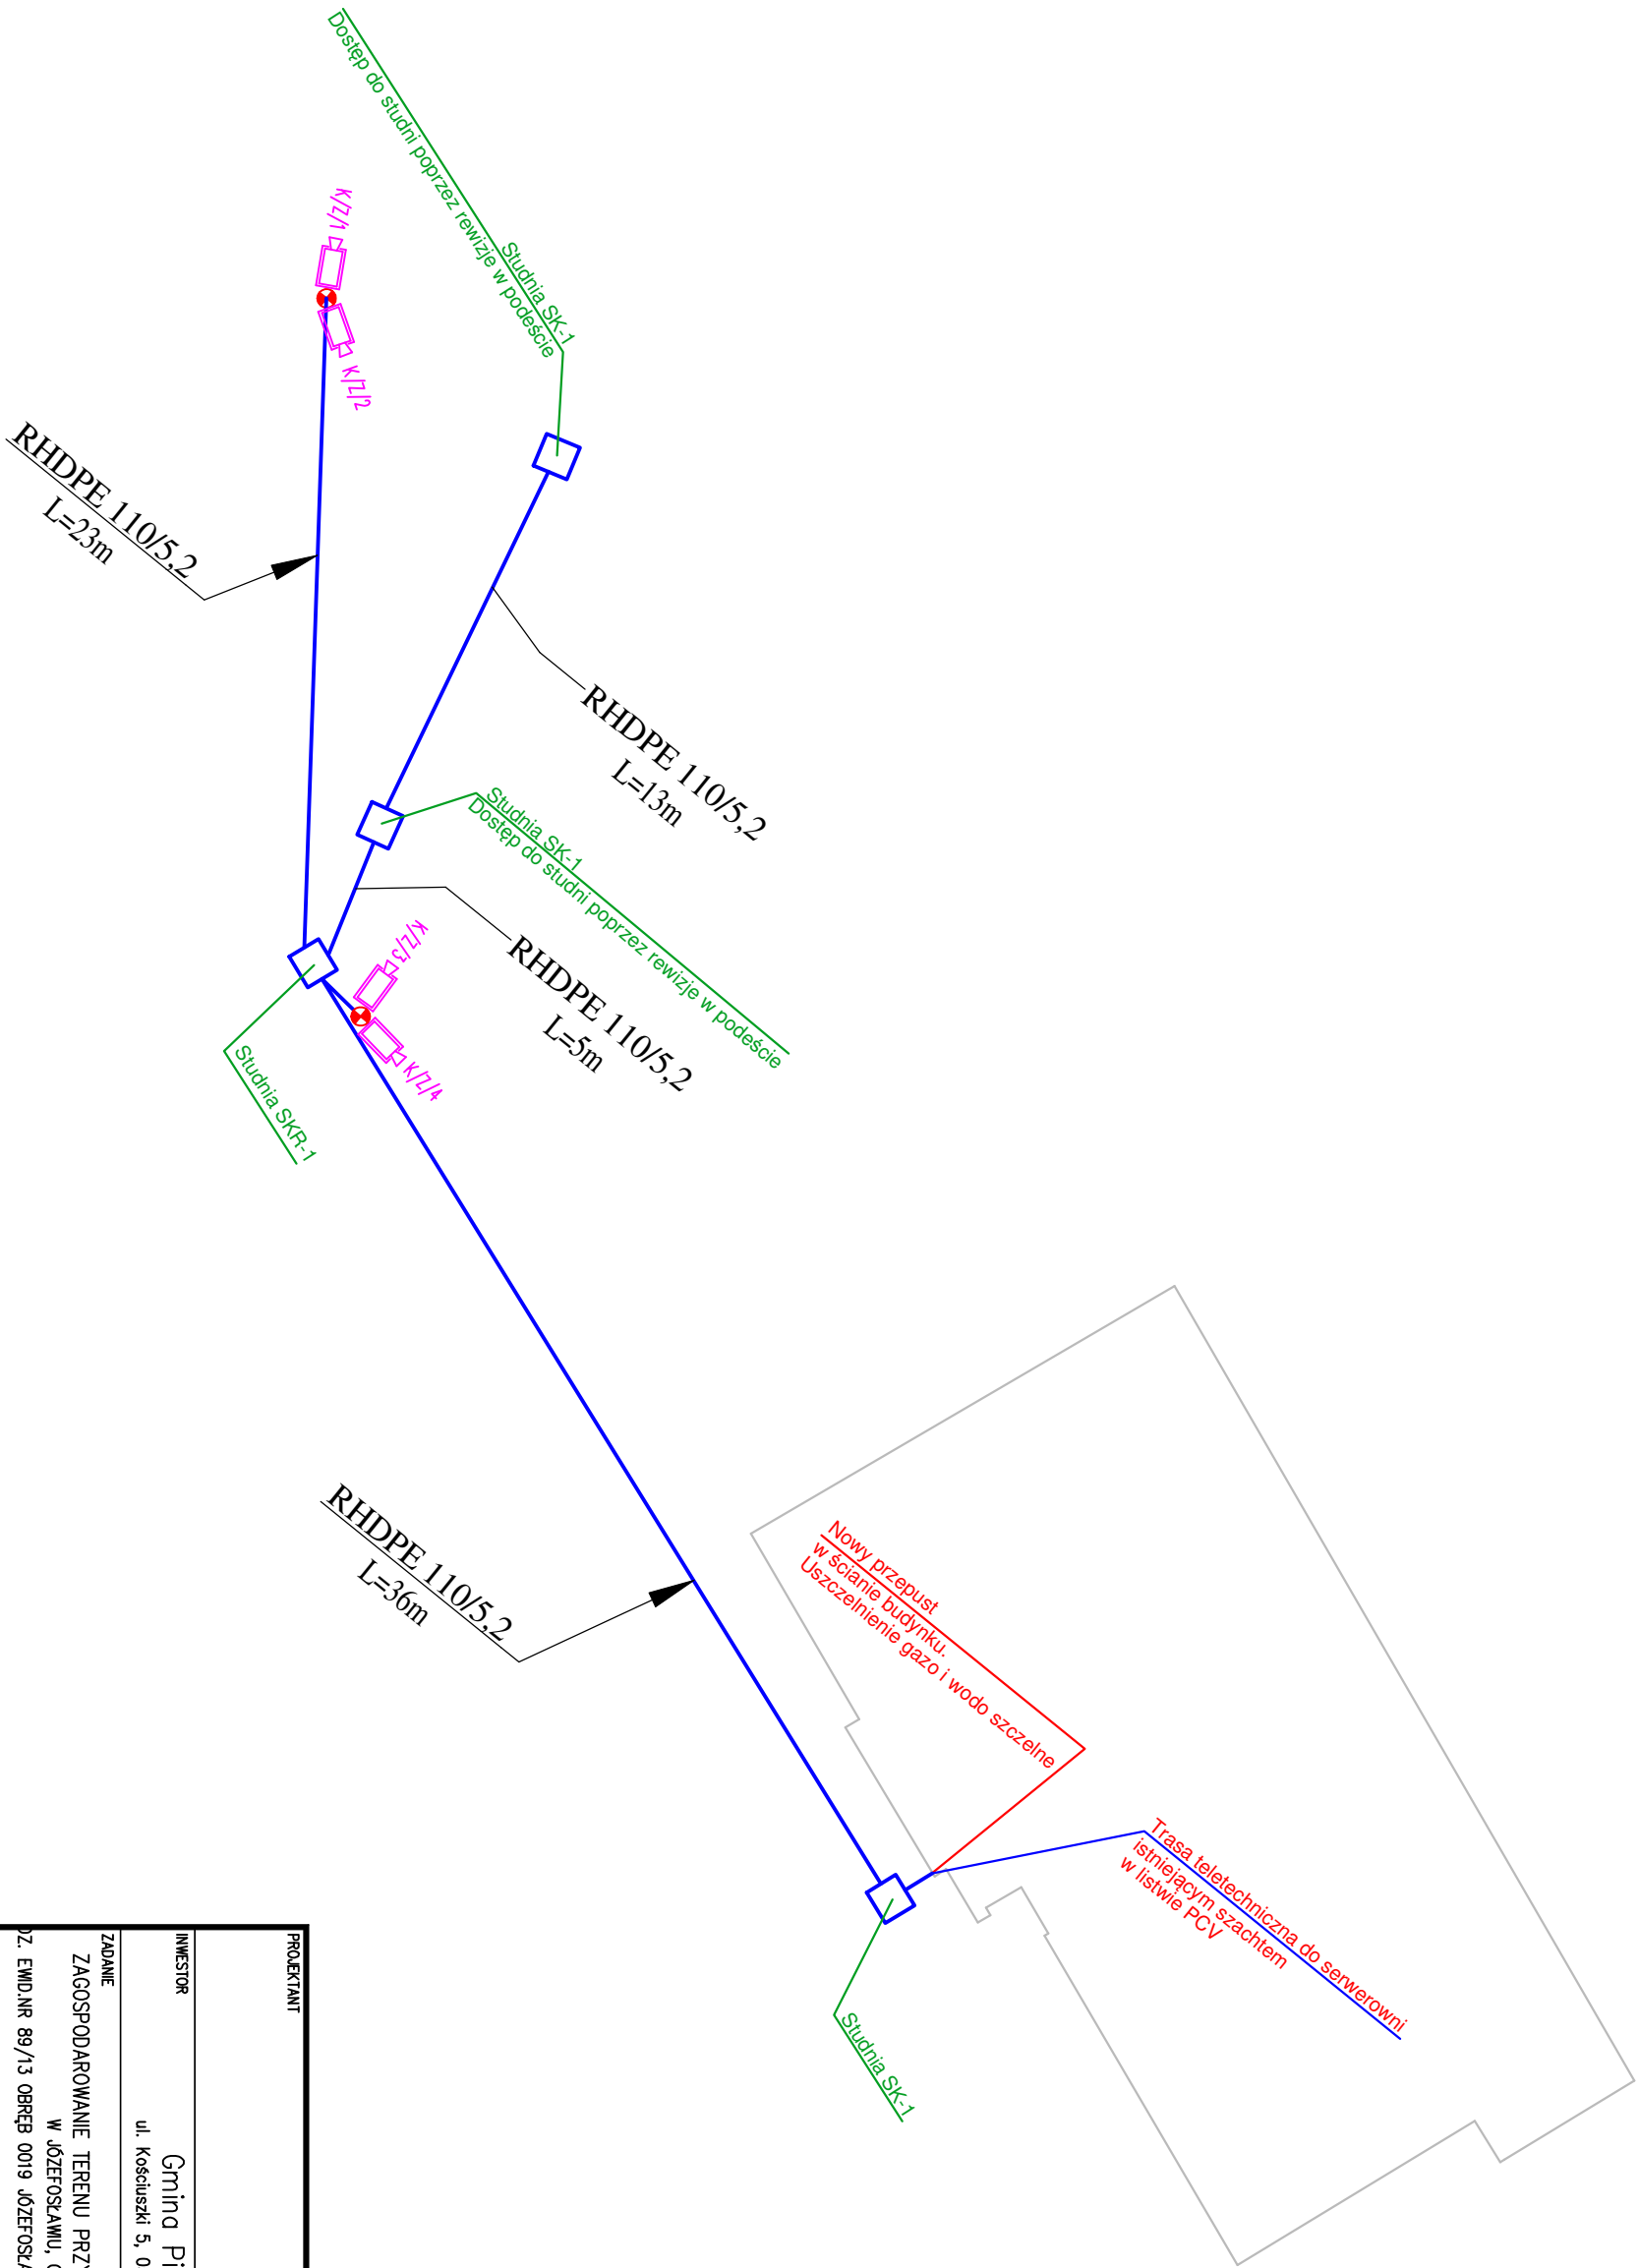 Studnia SK-1
Dostęp do studni poprzez rewizje w podeście
K/Z/1
K/Z/2
RHDPE 110/5,2
L=23m
RHDPE 110/5,2
L=13m
Studnia SK-1
Dostęp do studni poprzez rewizje w podeście
K/Z/3
K/Z/4
RHDPE 110/5,2
L=5m
Studnia SKR-1
RHDPE 110/5,2
L=36m
Nowy przepust
w ścianie budynku.
Uszczelnienie gazo i wodo szczelne
Trasa teletechniczna do serwerowni
istniejącym szachtem
w listwie PCV
Studnia SK-1
PROJEKTANT
INWESTOR
Gmina Pi
ul. Kościuszki 5, 0
ZADANIE
ZAGOSPODAROWANIE TERENU PRZY
W JÓZEFOSŁAWIU,
DZ. EWID.NR 89/13 OBRĘB 0019 JÓZEFOSŁA